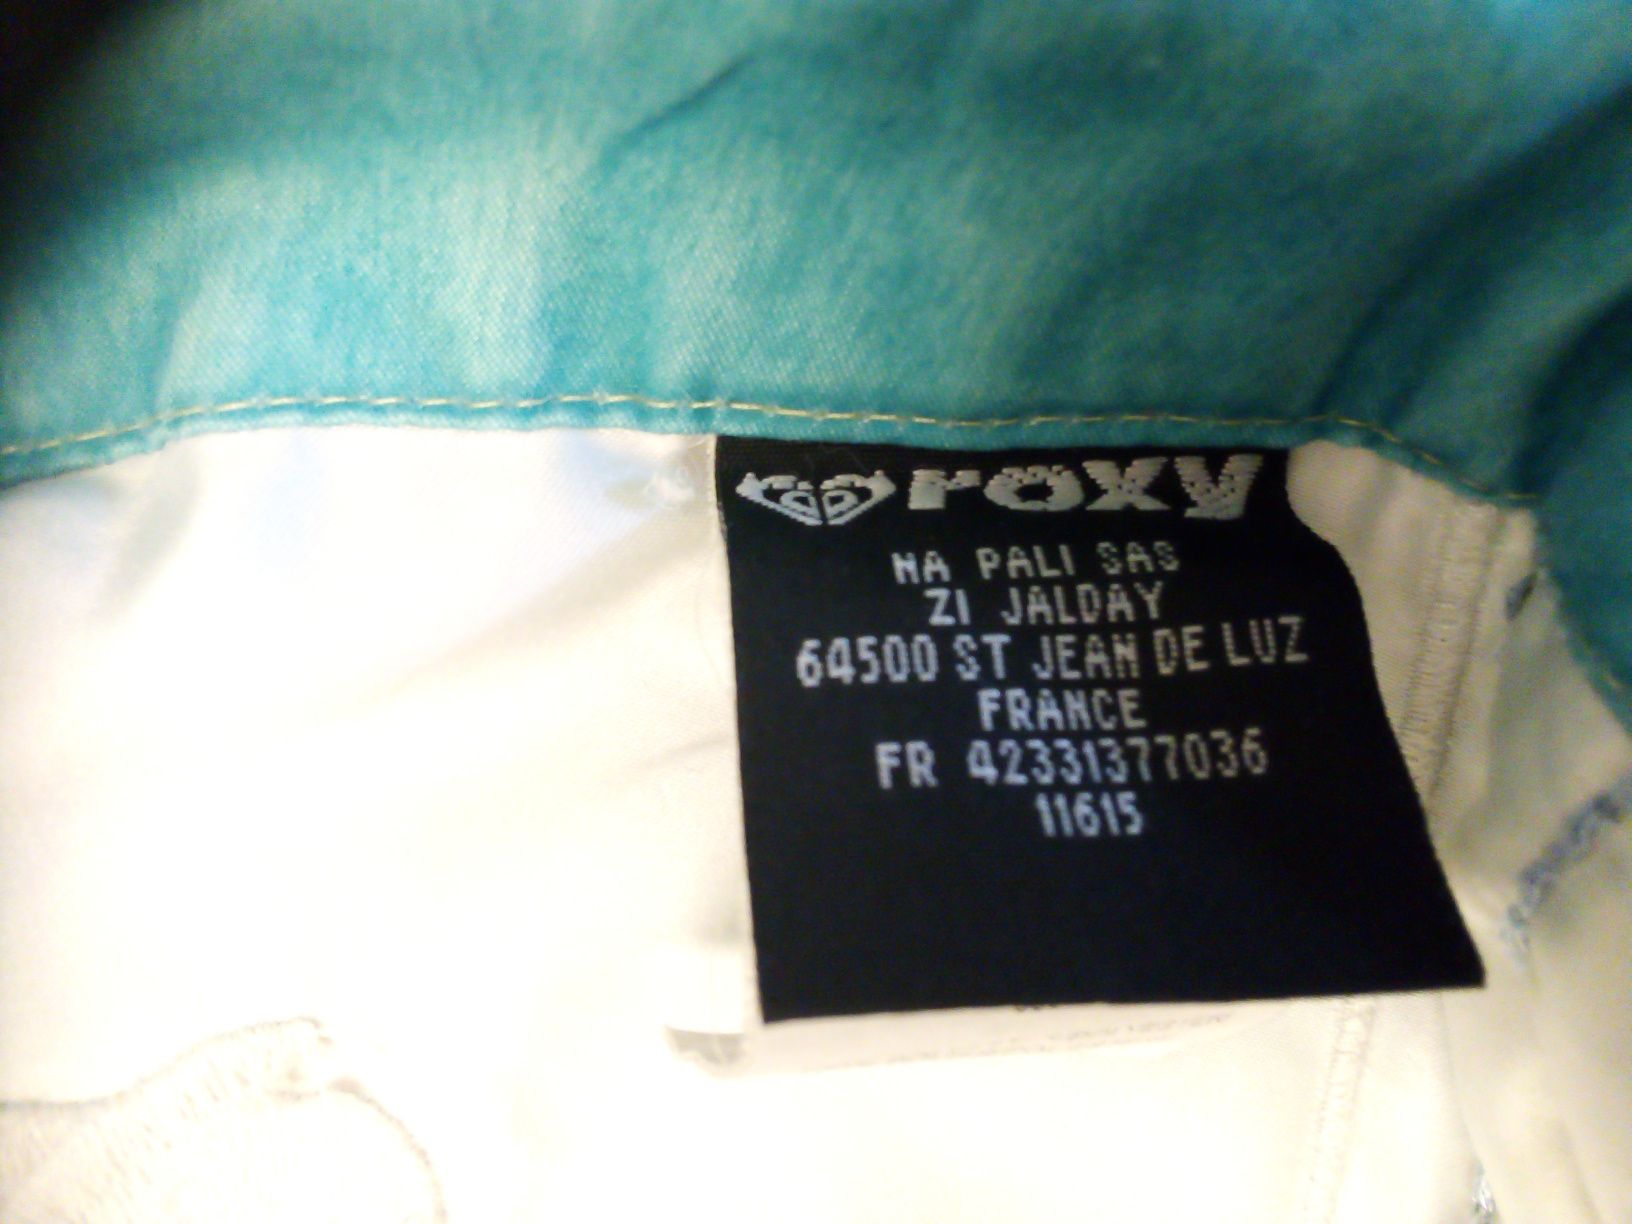 roxy
NA PALI SAS
ZI JALDAY
64500 ST JEAN DE LUZ
FRANCE
FR 42331377036
11615